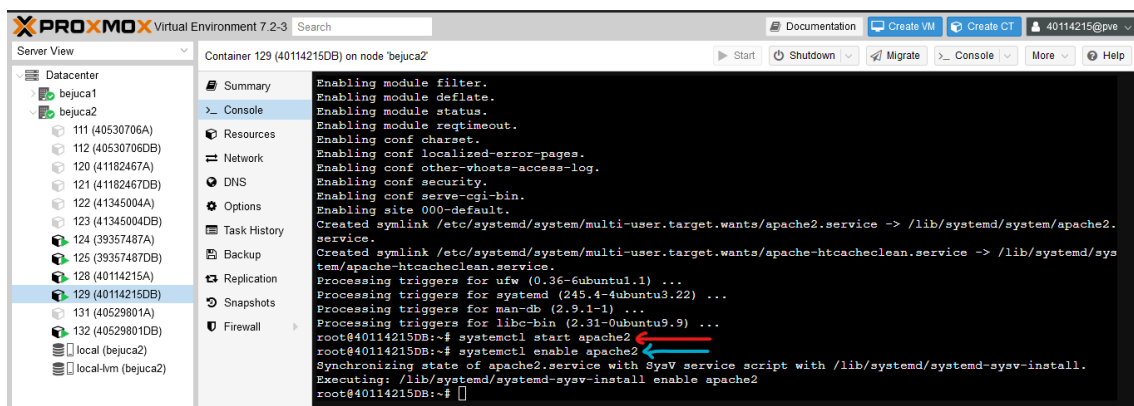 PROXMOX Virtual Environment 7.2-3 Search Documentation Create VM Create CT 40114215@pve
Server View
Container 129 (40114215DB) on node 'bejuca2' Start Shutdown Migrate >_ Console More Help
Datacenter
bejuca1
bejuca2
111 (40530706A)
112 (40530706DB)
120 (41182467A)
121 (41182467DB)
122 (41345004A)
123 (41345004DB)
124 (39357487A)
125 (39357487DB)
128 (40114215A)
129 (40114215DB)
131 (40529801A)
132 (40529801DB)
local (bejuca2)
local-lvm (bejuca2)
Summary
>_ Console
Resources
Network
DNS
Options
Task History
Backup
Replication
Snapshots
Firewall
Enabling module filter.
Enabling module deflate.
Enabling module status.
Enabling module reqtimeout.
Enabling conf charset.
Enabling conf localized-error-pages.
Enabling conf other-vhosts-access-log.
Enabling conf security.
Enabling conf serve-cgi-bin.
Enabling site 000-default.
Created symlink /etc/systemd/system/multi-user.target.wants/apache2.service -> /lib/systemd/system/apache2.
service.
Created symlink /etc/systemd/system/multi-user.target.wants/apache-htcacheclean.service -> /lib/systemd/sys
tem/apache-htcacheclean.service.
Processing triggers for ufw (0.36-6ubuntu1.1) ...
Processing triggers for systemd (245.4-4ubuntu3.22) ...
Processing triggers for man-db (2.9.1-1) ...
Processing triggers for libc-bin (2.31-0ubuntu9.9) ...
root@40114215DB:~# systemctl start apache2
root@40114215DB:~# systemctl enable apache2
Synchronizing state of apache2.service with SysV service script with /lib/systemd/systemd-sysv-install.
Executing: /lib/systemd/systemd-sysv-install enable apache2
root@40114215DB:~#